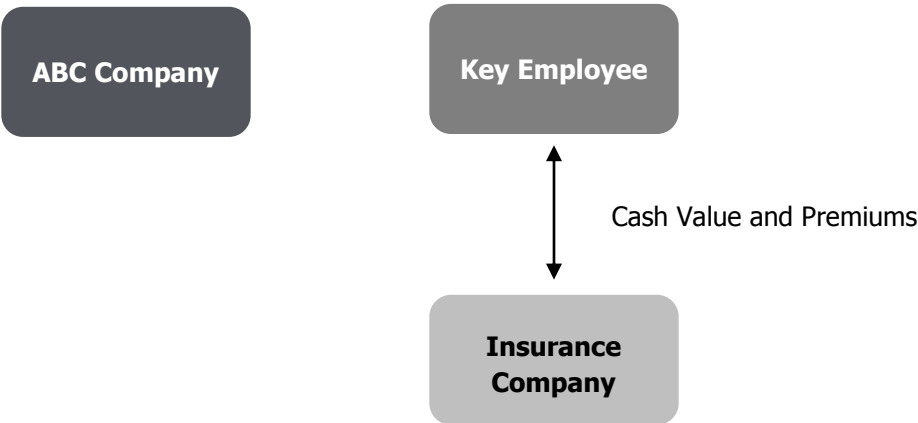 ABC Company
Key Employee
Cash Value and Premiums
Insurance
Company